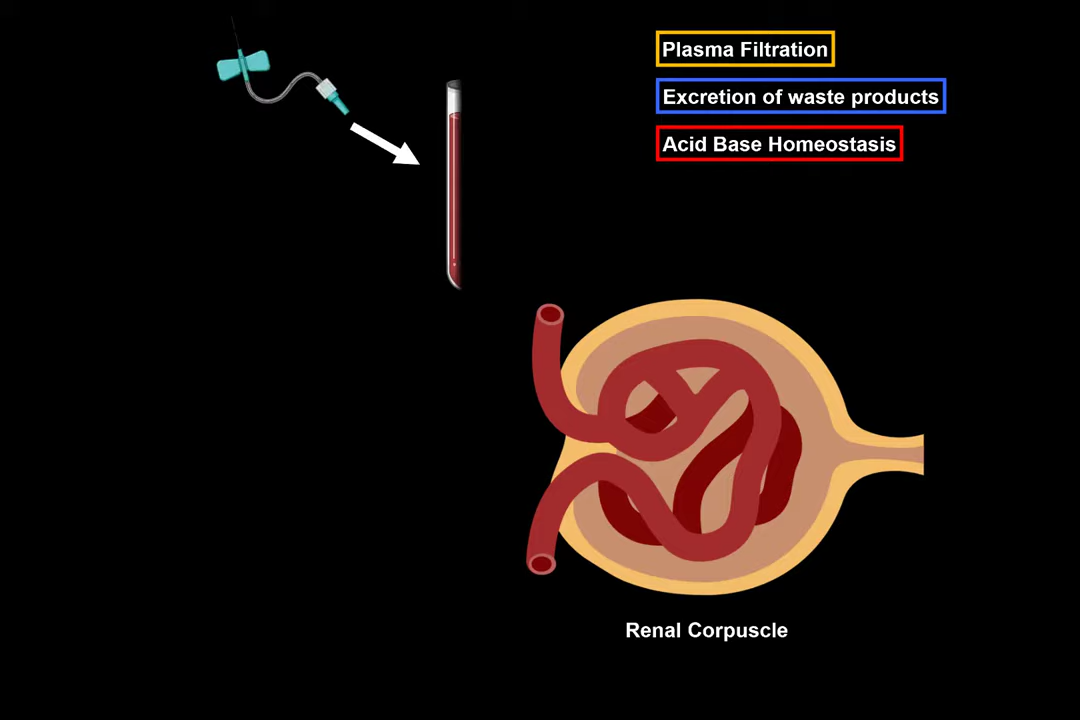 Plasma Filtration
Excretion of waste products
Acid Base Homeostasis
Renal Corpuscle